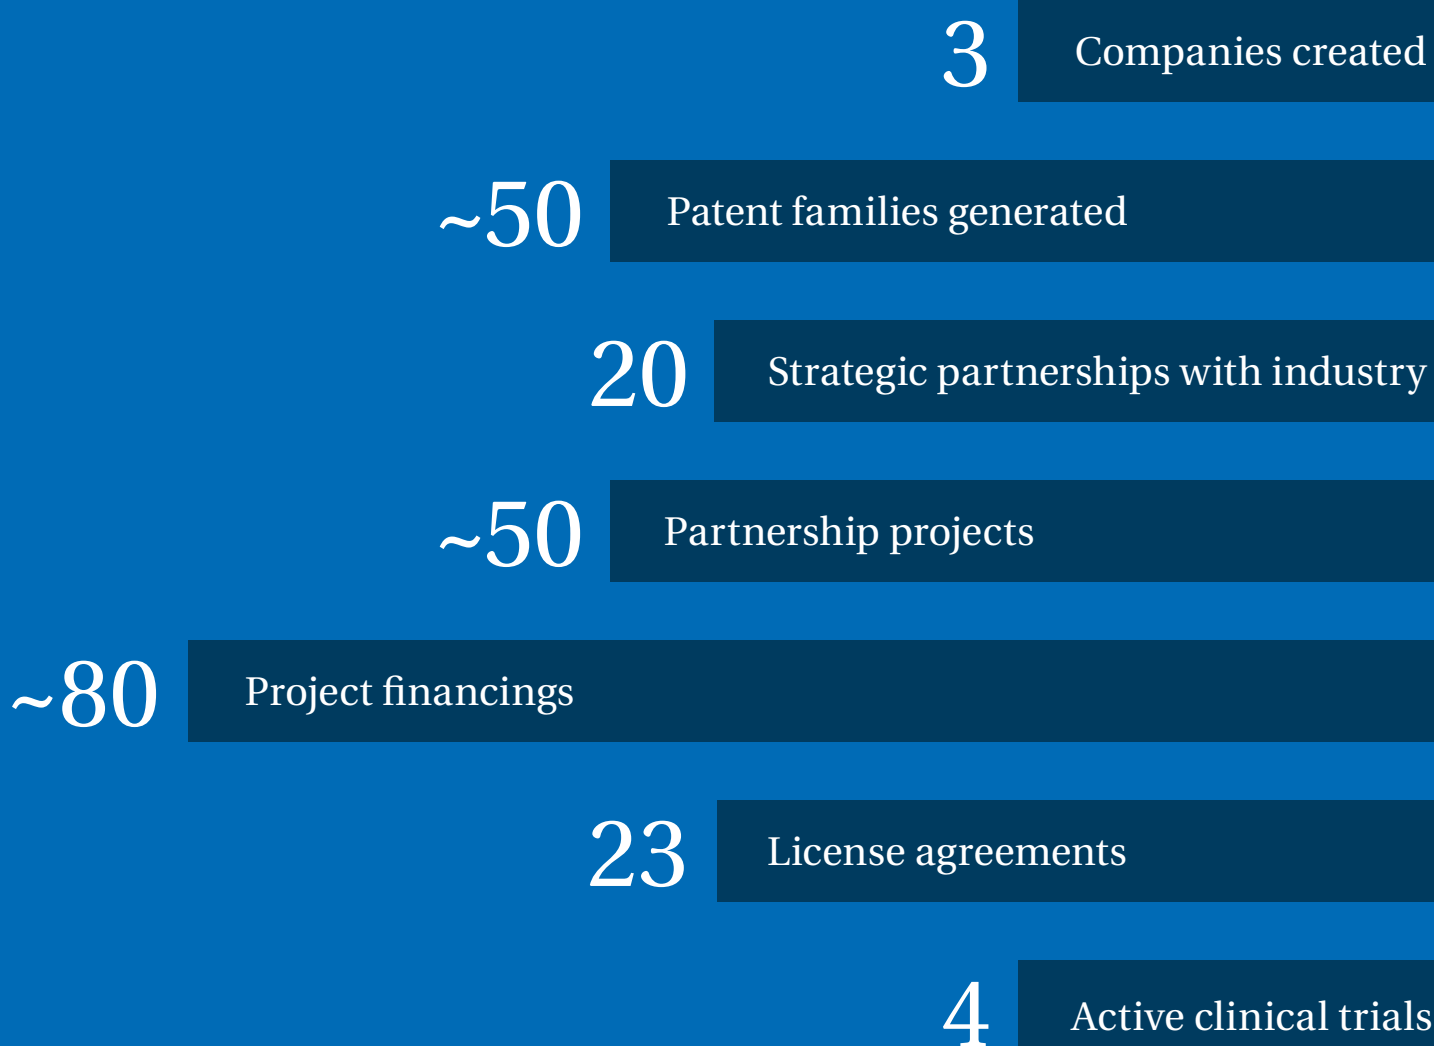 3 Companies created
~50 Patent families generated
20 Strategic partnerships with industry
~50 Partnership projects
~80 Project financings
23 License agreements
4 Active clinical trials